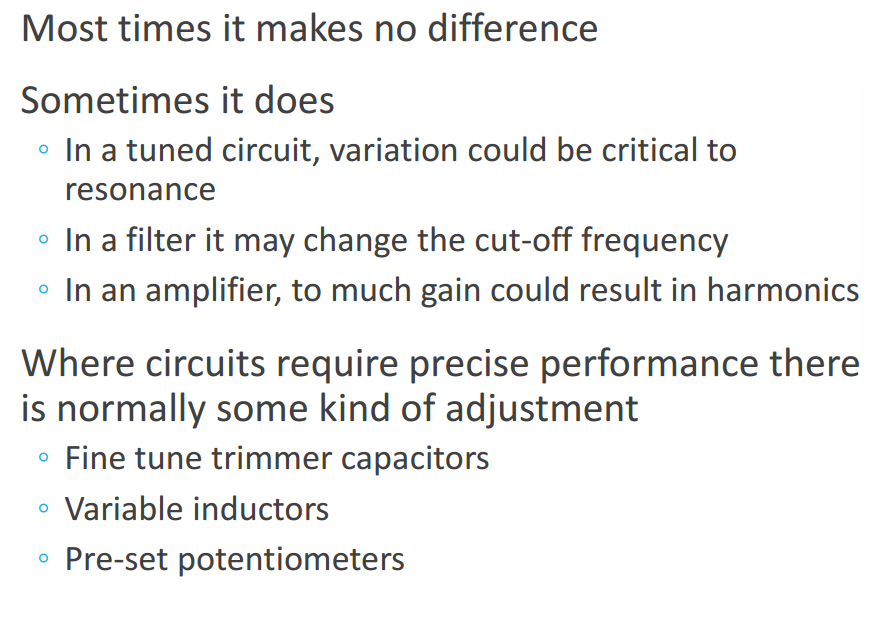 Most times it makes no difference
Sometimes it does
◦ In a tuned circuit, variation could be critical to
resonance
◦ In a filter it may change the cut-off frequency
◦ In an amplifier, to much gain could result in harmonics
Where circuits require precise performance there
is normally some kind of adjustment
◦ Fine tune trimmer capacitors
◦ Variable inductors
◦ Pre-set potentiometers